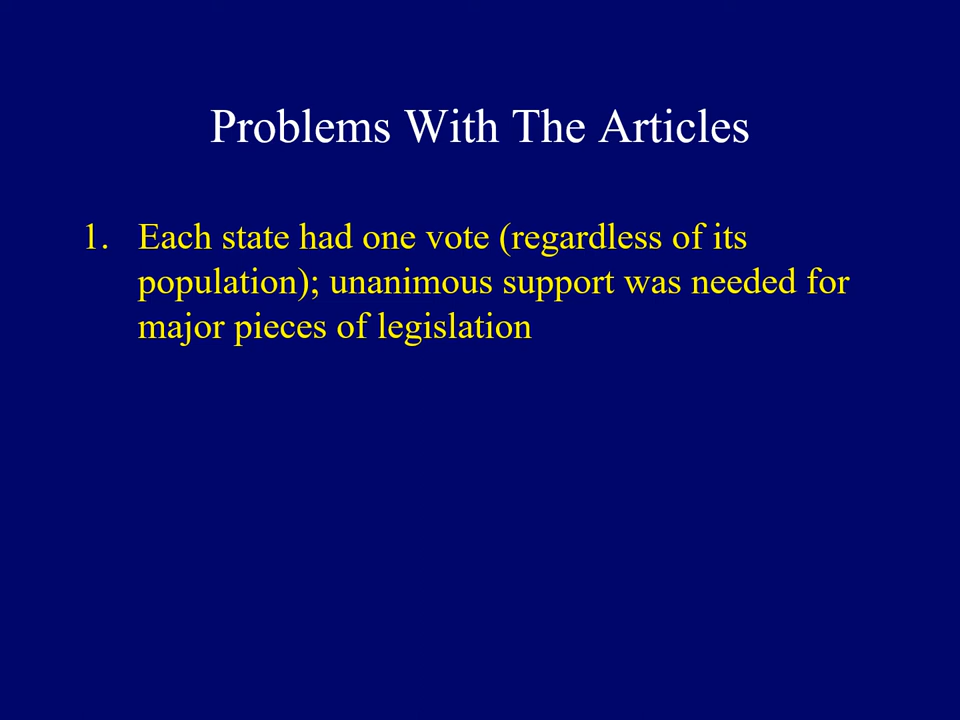 Problems With The Articles
1. Each state had one vote (regardless of its
population); unanimous support was needed for
major pieces of legislation